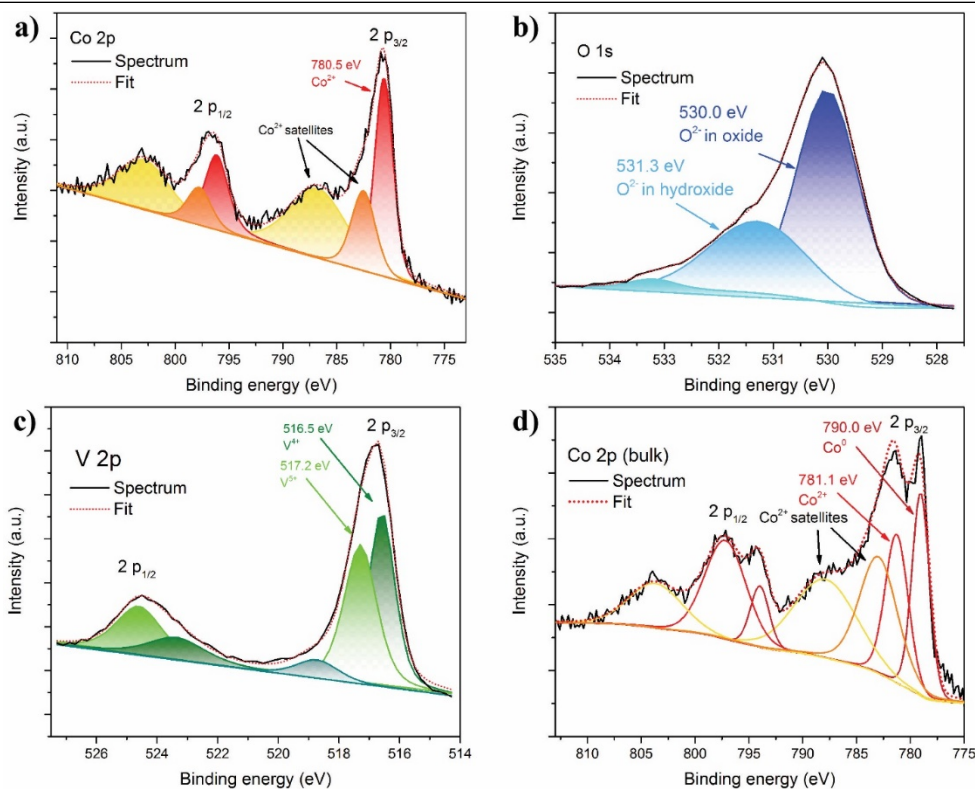 a)
Co 2p
Spectrum
Fit
2 p3/2
780.5 eV
Co2+
2 p1/2
Co2+ satellites
Intensity (a.u.)
810 805 800 795 790 785 780 775
Binding energy (eV)
b)
O 1s
Spectrum
Fit
530.0 eV
O2- in oxide
531.3 eV
O2- in hydroxide
Intensity (a.u.)
535 534 533 532 531 530 529 528
Binding energy (eV)
c)
V 2p
Spectrum
Fit
2 p3/2
516.5 eV
V4+
517.2 eV
V5+
2 p1/2
Intensity (a.u.)
526 524 522 520 518 516 514
Binding energy (eV)
d)
Co 2p (bulk)
Spectrum
Fit
2 p3/2
790.0 eV
Co0
781.1 eV
Co2+
2 p1/2
Co2+ satellites
Intensity (a.u.)
810 805 800 795 790 785 780 775
Binding energy (eV)